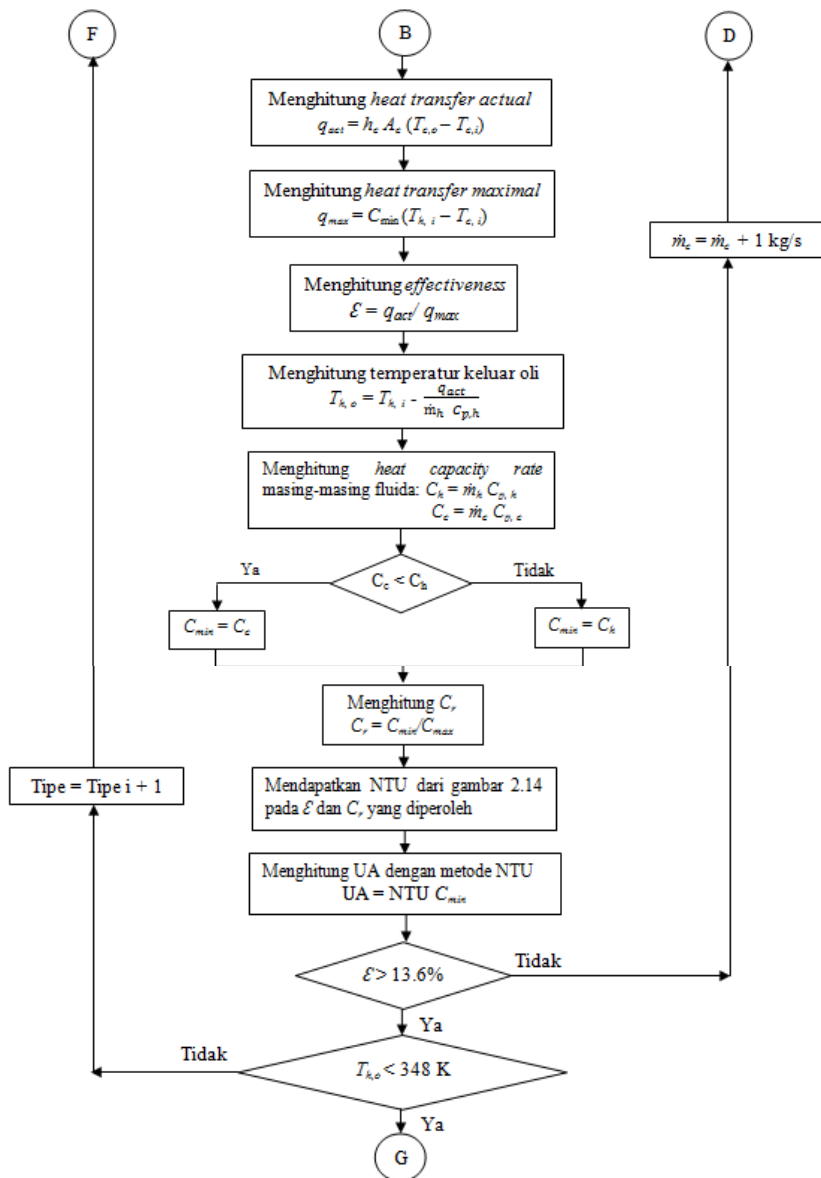 F
B
D
Menghitung heat transfer actual
q_act = h_c A_c (T_c,o – T_c,i)
Menghitung heat transfer maximal
q_max = C_min (T_h, i – T_c, i)
ṁ_c = ṁ_c + 1 kg/s
Menghitung effectiveness
Ɛ = q_act/ q_max
Menghitung temperatur keluar oli
T_h, o = T_h, i - q_act / ṁ_h c_p,h
Menghitung heat capacity rate
masing-masing fluida: C_h = ṁ_h C_p, h
C_c = ṁ_c C_p, c
Ya
C_c < C_h
Tidak
C_min = C_c
C_min = C_h
Menghitung C_r
C_r = C_min/C_max
Tipe = Tipe i + 1
Mendapatkan NTU dari gambar 2.14
pada Ɛ dan C_r yang diperoleh
Menghitung UA dengan metode NTU
UA = NTU C_min
Ɛ > 13.6%
Tidak
Ya
Tidak
T_h,o < 348 K
Ya
G